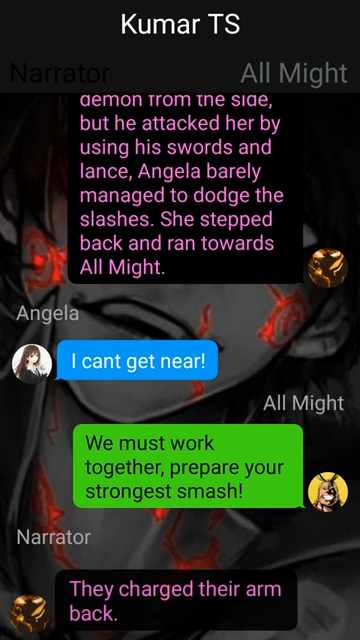 Kumar TS
Narrator
All Might
demon from the side,
but he attacked her by
using his swords and
lance, Angela barely
managed to dodge the
slashes. She stepped
back and ran towards
All Might.
Angela
I cant get near!
All Might
We must work
together, prepare your
strongest smash!
Narrator
They charged their arm
back.